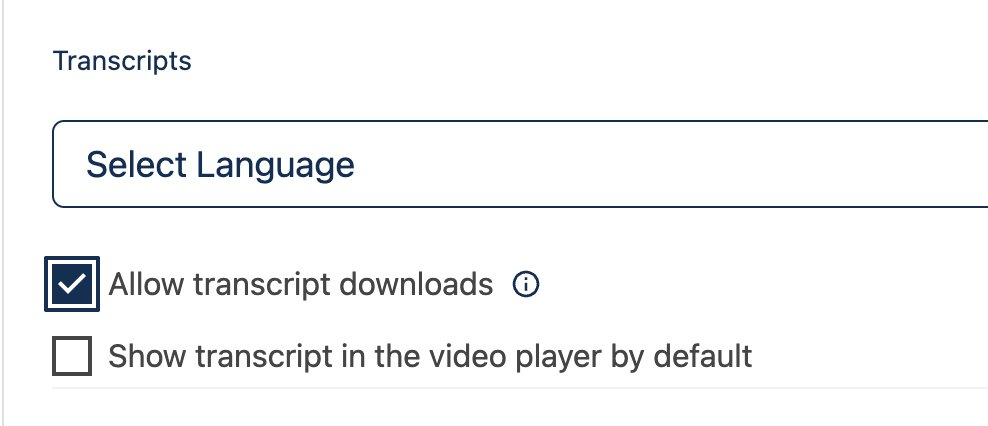 Transcripts
Select Language
Allow transcript downloads
Show transcript in the video player by default